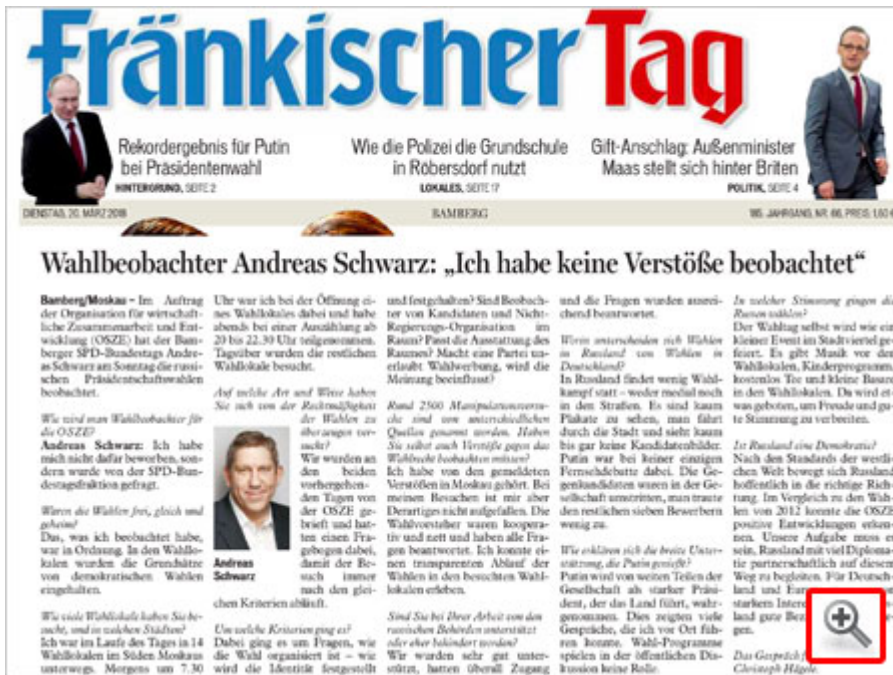 Fränkischer Tag
Rekordergebnis für Putin
bei Präsidentenwahl
HINTERGRUND, SEITE 2
Wie die Polizei die Grundschule
in Röbersdorf nutzt
LOKALES, SEITE 17
Gift-Anschlag: Außenminister
Maas stellt sich hinter Briten
POLITIK, SEITE 4
DIENSTAG, 20. MÄRZ 2018
BAMBERG
185. JAHRGANG, NR. 66, PREIS: 1,60 €
Wahlbeobachter Andreas Schwarz: „Ich habe keine Verstöße beobachtet“
Bamberg/Moskau – Im Auftrag
der Organisation für wirtschaft-
liche Zusammenarbeit und Ent-
wicklung (OSZE) hat der Bam-
berger SPD-Bundestags Andre-
as Schwarz am Sonntag die russi-
schen Präsidentschaftswahlen
beobachtet.
Wie wird man Wahlbeobachter für
die OSZE?
Andreas Schwarz: Ich habe
mich nicht dafür beworben, son-
dern wurde von der SPD-Bun-
destagsfraktion gefragt.
Waren die Wahlen frei, gleich und
geheim?
Das, was ich beobachtet habe,
war in Ordnung. In den Wahllo-
kalen wurden die Grundsätze
von demokratischen Wahlen
eingehalten.
Wie viele Wahllokale haben Sie be-
sucht, und in welchen Städten?
Ich war im Laufe des Tages in 14
Wahllokalen im Süden Moskaus
unterwegs. Morgens um 7.30
Uhr war ich bei der Öffnung ei-
nes Wahllokales dabei und habe
abends bei einer Auszählung ab
20 bis 22.30 Uhr teilgenommen.
Tagsüber wurden die restlichen
Wahllokale besucht.
Auf welche Art und Weise haben
Sie sich von der Rechtmäßigkeit
der Wahlen zu
überzeugen ver-
sucht?
Wir wurden an
den beiden
vorhergehen-
den Tagen von
der OSZE ge-
brieft und hat-
ten einen Fra-
gebogen dabei,
damit der Be-
such immer
nach den glei-
chen Kriterien abläuft.
Andreas
Schwarz
Um welche Kriterien ging es?
Dabei ging es um Fragen, wie
die Wahl organisiert ist – wie
wird die Identität festgestellt
und festgehalten? Sind Beobach-
ter von Kandidaten und Nicht-
Regierungs-Organisation im
Raum? Passt die Ausstattung des
Raumes? Macht eine Partei un-
erlaubt Wahlwerbung, wird die
Meinung beeinflusst?
Rund 2500 Manipulationsversu-
che sind von unterschiedlichen
Quellen genannt worden. Haben
Sie selbst auch Verstöße gegen das
Wahlrecht beobachten müssen?
Ich habe von den gemeldeten
Verstößen in Moskau gehört. Bei
meinen Besuchen ist mir aber
Derartiges nicht aufgefallen. Die
Wahlvorsteher waren koopera-
tiv und nett und haben alle Fra-
gen beantwortet. Ich konnte ei-
nen transparenten Ablauf der
Wahlen in den besuchten Wahl-
lokalen erleben.
Sind Sie bei Ihrer Arbeit von den
russischen Behörden unterstützt
oder eher behindert worden?
Wir wurden sehr gut unter-
stützt, hatten überall Zugang
und die Fragen wurden ausrei-
chend beantwortet.
Worin unterscheiden sich Wahlen
in Russland von Wahlen in
Deutschland?
In Russland findet wenig Wahl-
kampf statt – weder medial noch
in den Straßen. Es sind kaum
Plakate zu sehen, man fährt
durch die Stadt und sieht kaum
bis gar keine Kandidatenbilder.
Putin war bei keiner einzigen
Fernsehdebatte dabei. Die Ge-
genkandidaten waren in der Ge-
sellschaft umstritten, man traute
den restlichen sieben Bewerbern
wenig zu.
Wie erklären sich die breite Unter-
stützung, die Putin genießt?
Putin wird von weiten Teilen der
Gesellschaft als starker Präsi-
dent, der das Land führt, wahr-
genommen. Dies zeigten viele
Gespräche, die ich vor Ort füh-
ren konnte. Wahl-Programme
spielen in der öffentlichen Dis-
kussion keine Rolle.
In welcher Stimmung gingen die
Russen wählen?
Der Wahltag selbst wird wie ein
kleiner Event im Stadtviertel ge-
feiert. Es gibt Musik vor den
Wahllokalen, Kinderprogramm,
kostenlos Tee und kleine Basare
in den Wahllokalen. Da wird et-
was geboten, um Freude und gu-
te Stimmung zu verbreiten.
Ist Russland eine Demokratie?
Nach den Standards der westli-
chen Welt bewegt sich Russland
hoffentlich in die richtige Rich-
tung. Im Vergleich zu den Wah-
len von 2012 konnte die OSZE
positive Entwicklungen erken-
nen. Unsere Aufgabe muss es
sein, Russland mit viel Diploma-
tie partnerschaftlich auf diesem
Weg zu begleiten. Für Deutsch-
land und
starkem
land gute
gen.
Das Gespräch
Christoph Hägele.